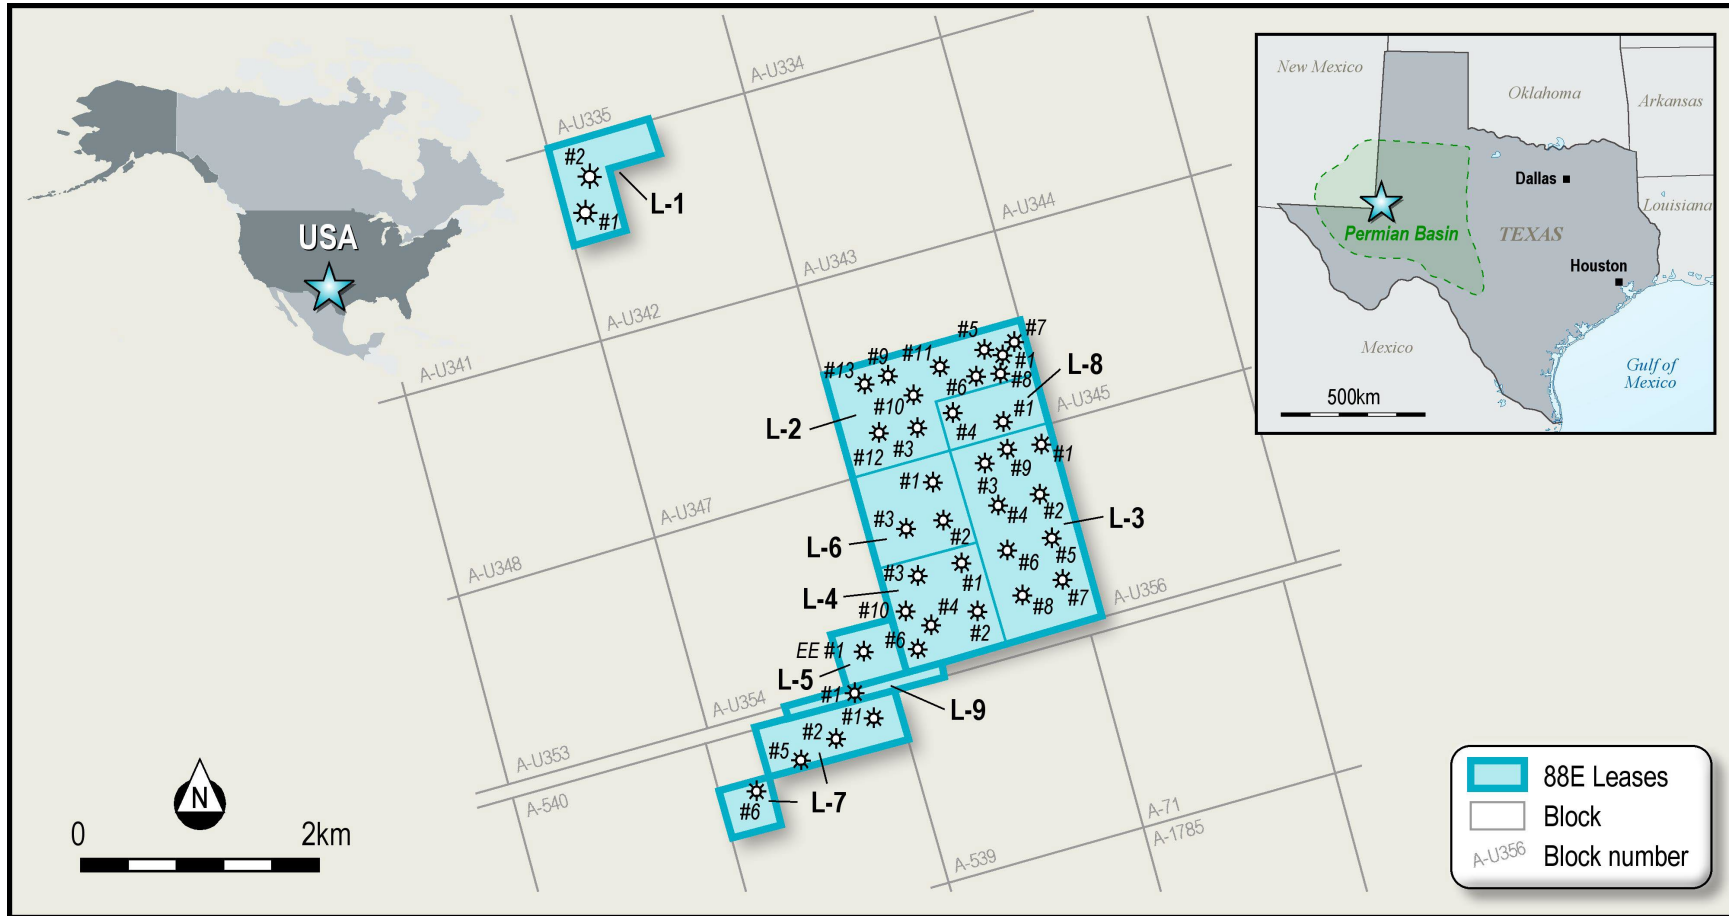 USA
A-U334
A-U335
#2
#1
L-1
A-U344
A-U343
A-U342
A-U341
#5
#7
#13
#9
#11
#1
#6
#8
L-8
#10
#1
#4
L-2
#12
#3
A-U345
#1
#9
#3
#1
#2
#4
L-3
#3
#2
L-6
#5
#6
A-U347
A-U348
#3
#1
L-4
#7
#8
#10
#4
#2
#6
A-U356
EE #1
L-5
#1
L-9
A-U354
#1
#2
#5
L-7
#6
A-U353
A-540
A-71
A-1785
A-539
N
0
2km
New Mexico
Oklahoma
Arkansas
Dallas
Louisiana
Permian Basin
TEXAS
Houston
Mexico
Gulf of
Mexico
500km
88E Leases
Block
A-U356
Block number